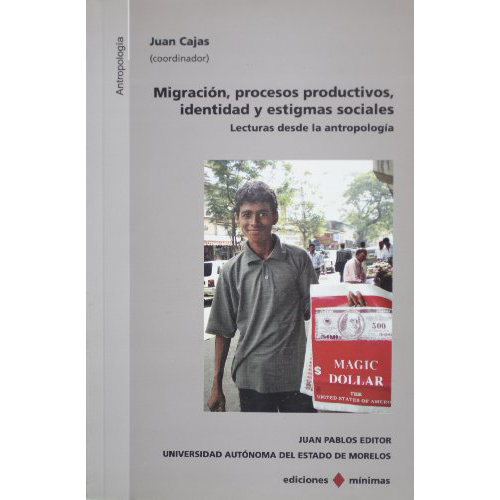 Antropología
Juan Cajas
(coordinador)
Migración, procesos productivos,
identidad y estigmas sociales
Lecturas desde la antropología
500
MAGIC
$ DOLLAR
THE
UNITED STATES OF AMERICA
JUAN PABLOS EDITOR
UNIVERSIDAD AUTÓNOMA DEL ESTADO DE MORELOS
ediciones mínimas